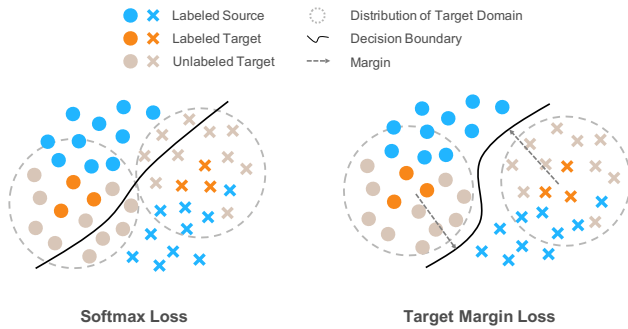 Labeled Source
Distribution of Target Domain
Labeled Target
Decision Boundary
Unlabeled Target
Margin
Softmax Loss
Target Margin Loss